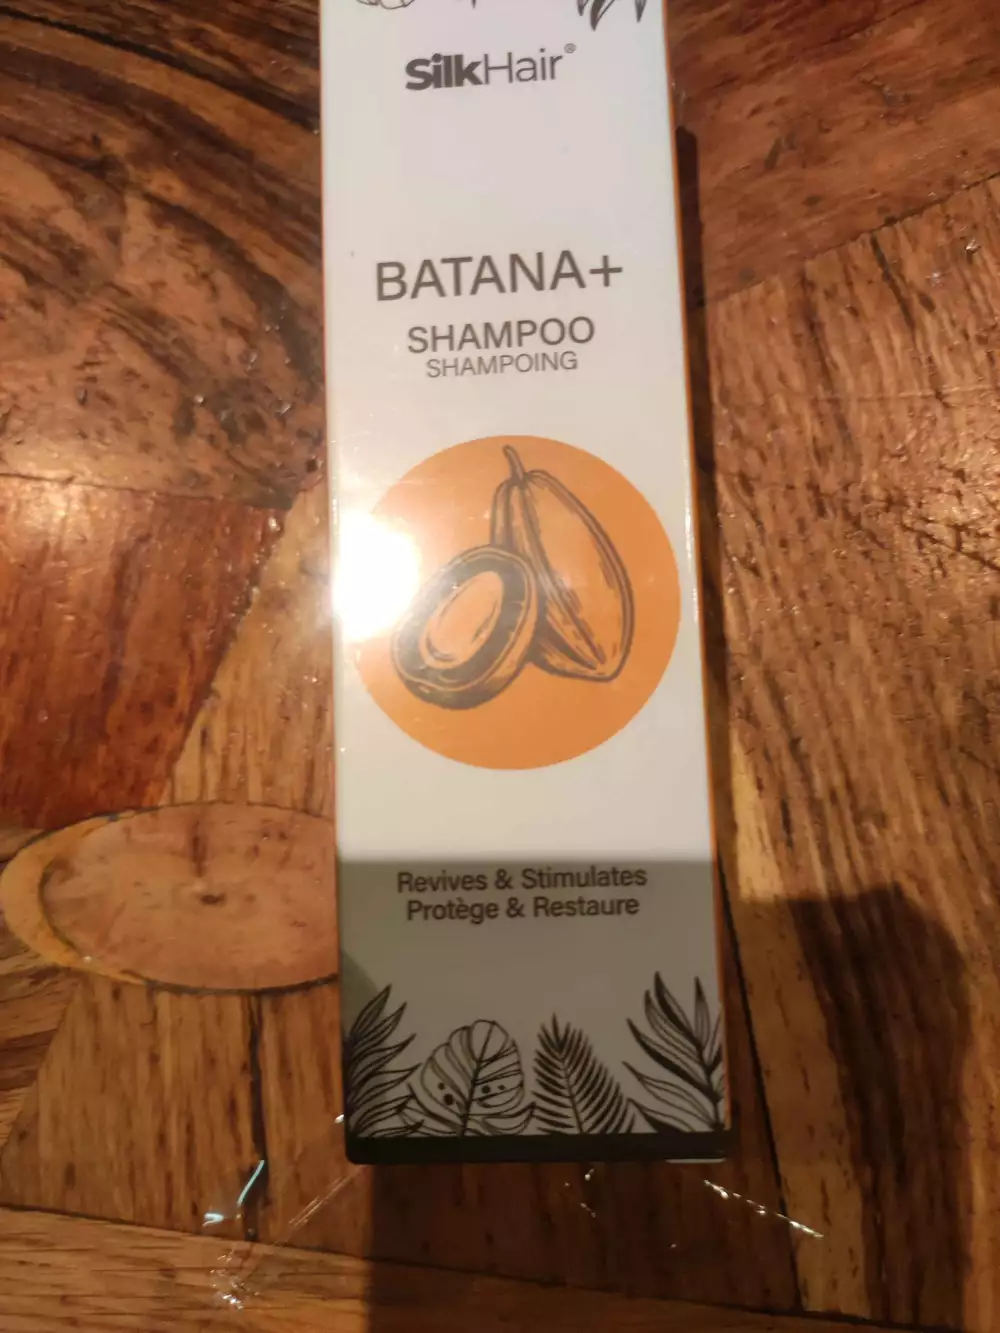 SilkHair®
BATANA+
SHAMPOO
SHAMPOING
Revives & Stimulates
Protège & Restaure